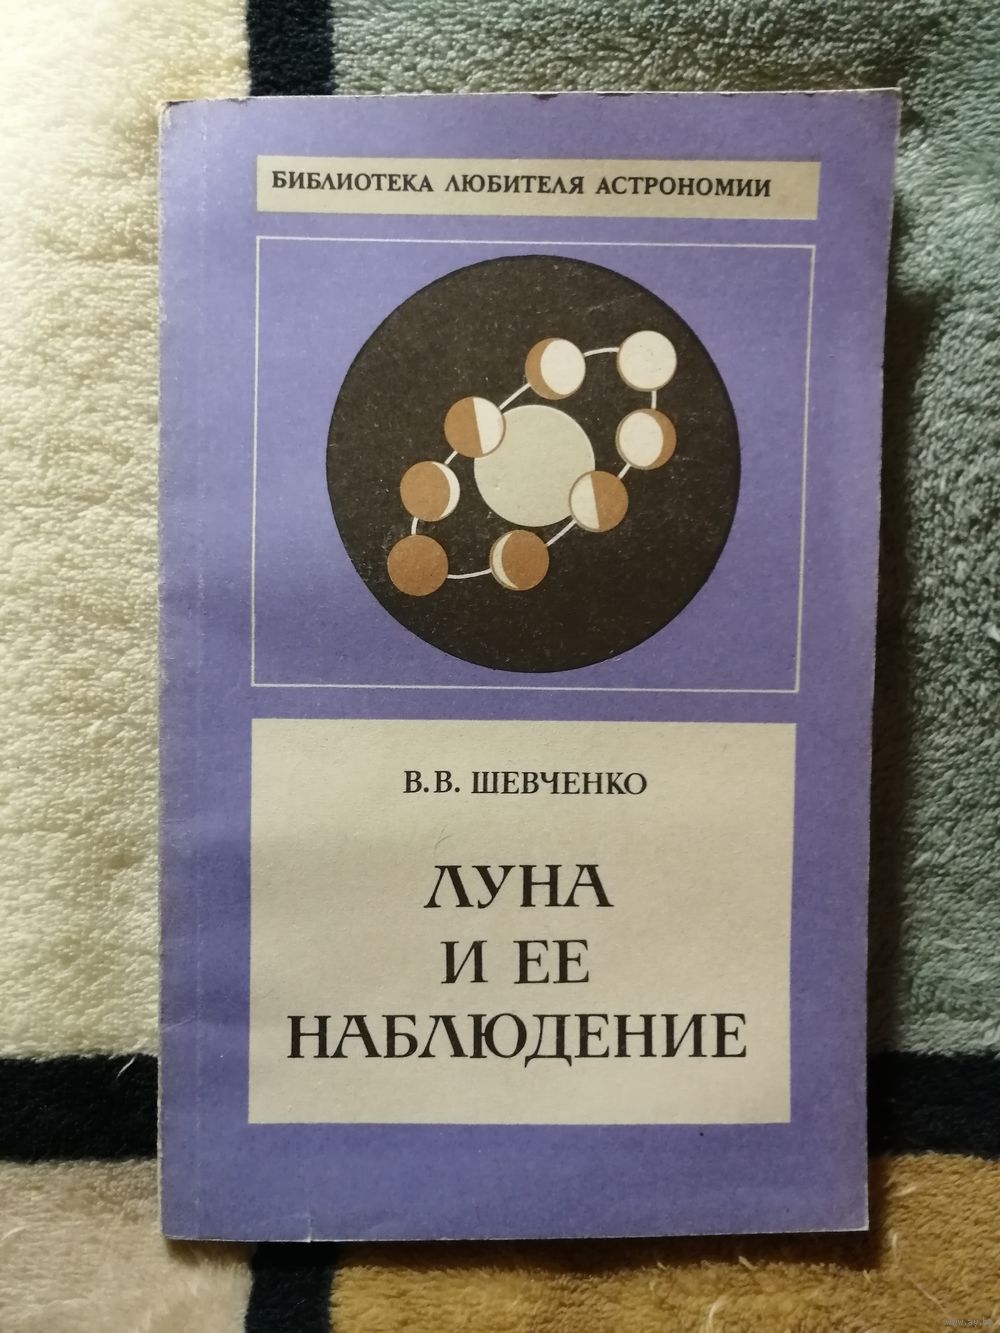 БИБЛИОТЕКА ЛЮБИТЕЛЯ АСТРОНОМИИ
В.В. ШЕВЧЕНКО
ЛУНА
И ЕЕ
НАБЛЮДЕНИЕ